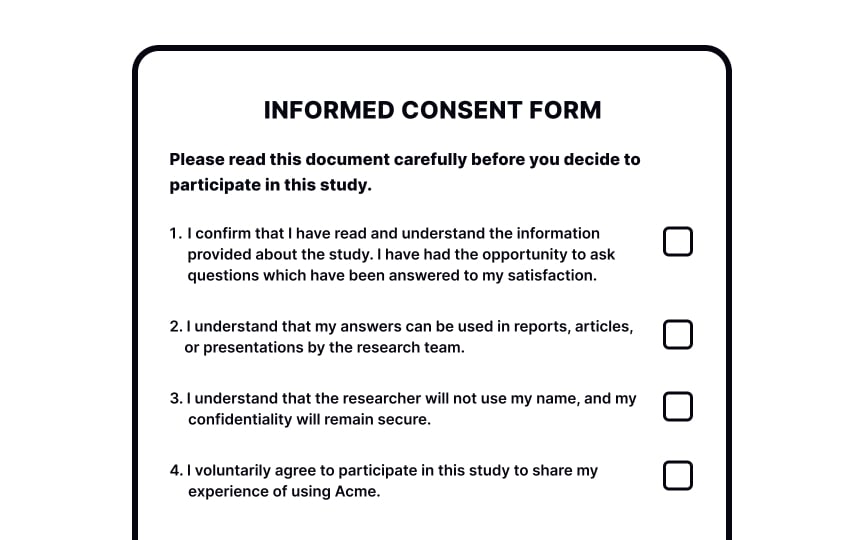 INFORMED CONSENT FORM
Please read this document carefully before you decide to
participate in this study.
1. I confirm that I have read and understand the information
provided about the study. I have had the opportunity to ask
questions which have been answered to my satisfaction.
2. I understand that my answers can be used in reports, articles,
or presentations by the research team.
3. I understand that the researcher will not use my name, and my
confidentiality will remain secure.
4. I voluntarily agree to participate in this study to share my
experience of using Acme.